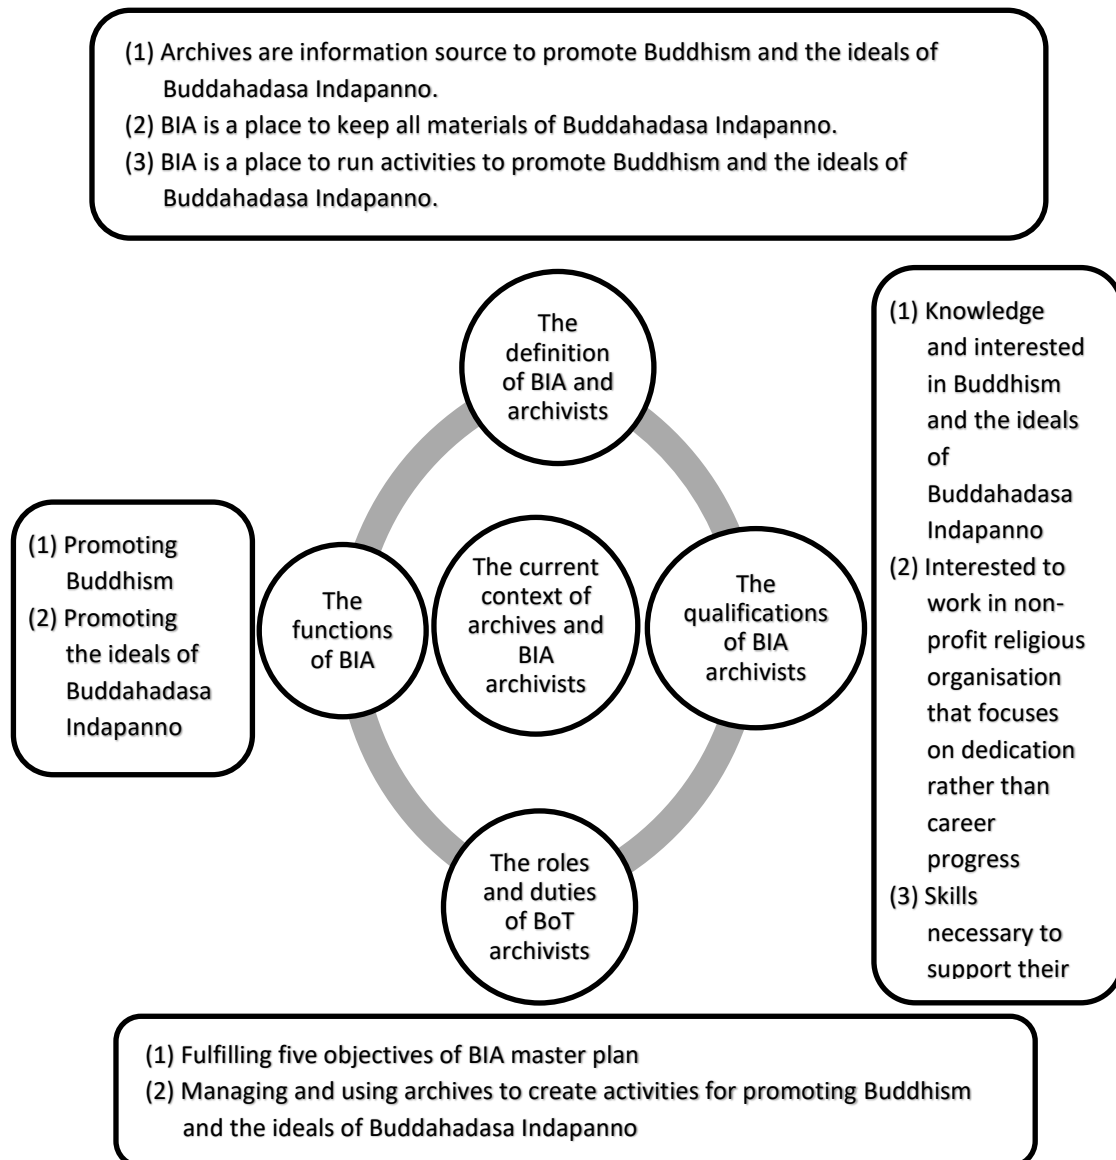 (1) Archives are information source to promote Buddhism and the ideals of
Buddahadasa Indapanno.
(2) BIA is a place to keep all materials of Buddahadasa Indapanno.
(3) BIA is a place to run activities to promote Buddhism and the ideals of
Buddahadasa Indapanno.
The
definition
of BIA and
archivists
(1) Promoting
Buddhism
(2) Promoting
the ideals of
Buddahadasa
Indapanno
The
functions
of BIA
The current
context of
archives and
BIA
archivists
The
qualifications
of BIA
archivists
(1) Knowledge
and interested
in Buddhism
and the ideals
of
Buddahadasa
Indapanno
(2) Interested to
work in non-
profit religious
organisation
that focuses
on dedication
rather than
career
progress
(3) Skills
necessary to
support their
The roles
and duties
of BoT
archivists
(1) Fulfilling five objectives of BIA master plan
(2) Managing and using archives to create activities for promoting Buddhism
and the ideals of Buddahadasa Indapanno